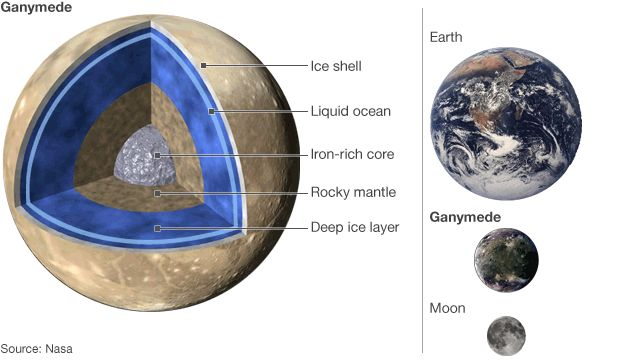 Ganymede
Ice shell
Liquid ocean
Iron-rich core
Rocky mantle
Deep ice layer
Source: Nasa
Earth
Ganymede
Moon